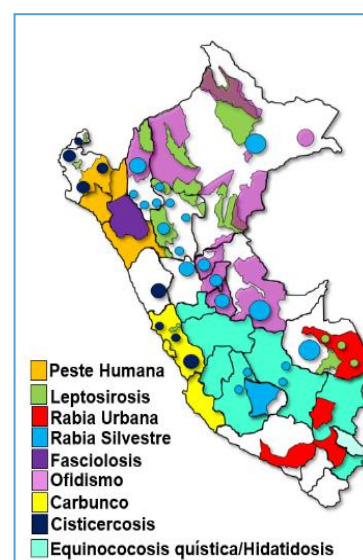 Peste Humana
Leptosirosis
Rabia Urbana
Rabia Silvestre
Fasciolosis
Ofidismo
Carbunco
Cisticercosis
Equinococosis quística/Hidatidosis